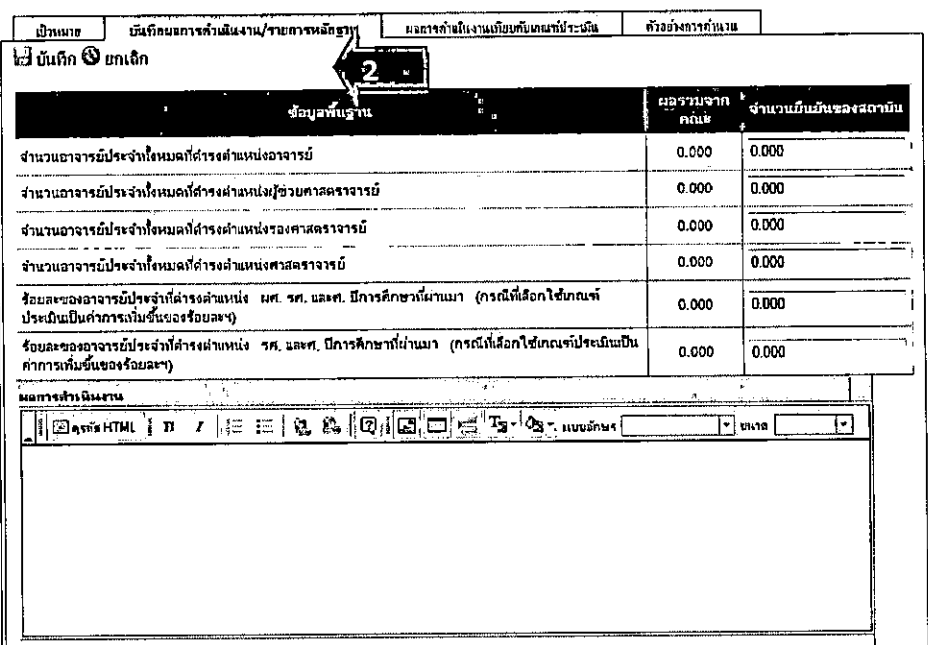 เป้าหมาย
บันทึกผลการดำเนินงาน/รายการหลักฐาน
ผลการดำเนินงานเทียบกับเกณฑ์ประเมิน
ตัวอย่างการคำนวณ
บันทึก ยกเลิก
2
ข้อมูลพื้นฐาน
ผลรวมจาก
คณะ
จำนวนยืนยันของสถาบัน
จำนวนอาจารย์ประจำทั้งหมดที่ดำรงตำแหน่งอาจารย์ 0.000 0.000
จำนวนอาจารย์ประจำทั้งหมดที่ดำรงตำแหน่งผู้ช่วยศาสตราจารย์ 0.000 0.000
จำนวนอาจารย์ประจำทั้งหมดที่ดำรงตำแหน่งรองศาสตราจารย์ 0.000 0.000
จำนวนอาจารย์ประจำทั้งหมดที่ดำรงตำแหน่งศาสตราจารย์ 0.000 0.000
ร้อยละของอาจารย์ประจำที่ดำรงตำแหน่ง ผศ. รศ. และศ. ปีการศึกษาที่ผ่านมา (กรณีที่เลือกใช้เกณฑ์
ประเมินเป็นค่าการเพิ่มขึ้นของร้อยละฯ) 0.000 0.000
ร้อยละของอาจารย์ประจำที่ดำรงตำแหน่ง รศ. และศ. ปีการศึกษาที่ผ่านมา (กรณีที่เลือกใช้เกณฑ์ประเมินเป็น
ค่าการเพิ่มขึ้นของร้อยละฯ) 0.000 0.000
ผลการดำเนินงาน
ดูรหัส HTML แบบอักษร ขนาด